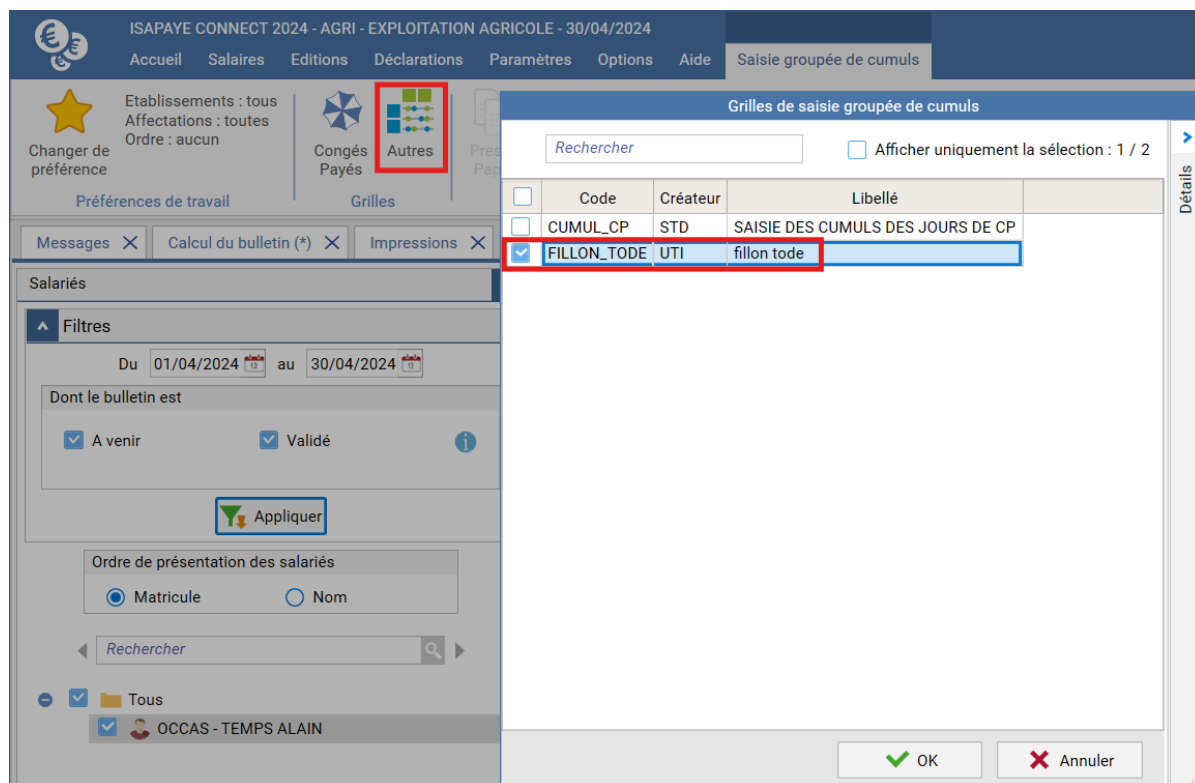 ISAPAYE CONNECT 2024 - AGRI - EXPLOITATION AGRICOLE - 30/04/2024
Accueil Salaires Editions Déclarations Paramètres Options Aide Saisie groupée de cumuls
Changer de préférence
Etablissements : tous
Affectations : toutes
Ordre : aucun
Préférences de travail
Congés Payés
Autres
Grilles
Messages Calcul du bulletin (*) Impressions
Salariés
Filtres
Du 01/04/2024 au 30/04/2024
Dont le bulletin est
A venir Validé
Appliquer
Ordre de présentation des salariés
Matricule Nom
Rechercher
Tous
OCCAS - TEMPS ALAIN
Grilles de saisie groupée de cumuls
Rechercher Afficher uniquement la sélection : 1 / 2
Code Créateur Libellé
CUMUL_CP STD SAISIE DES CUMULS DES JOURS DE CP
FILLON_TODE UTI fillon tode
OK Annuler
Détails